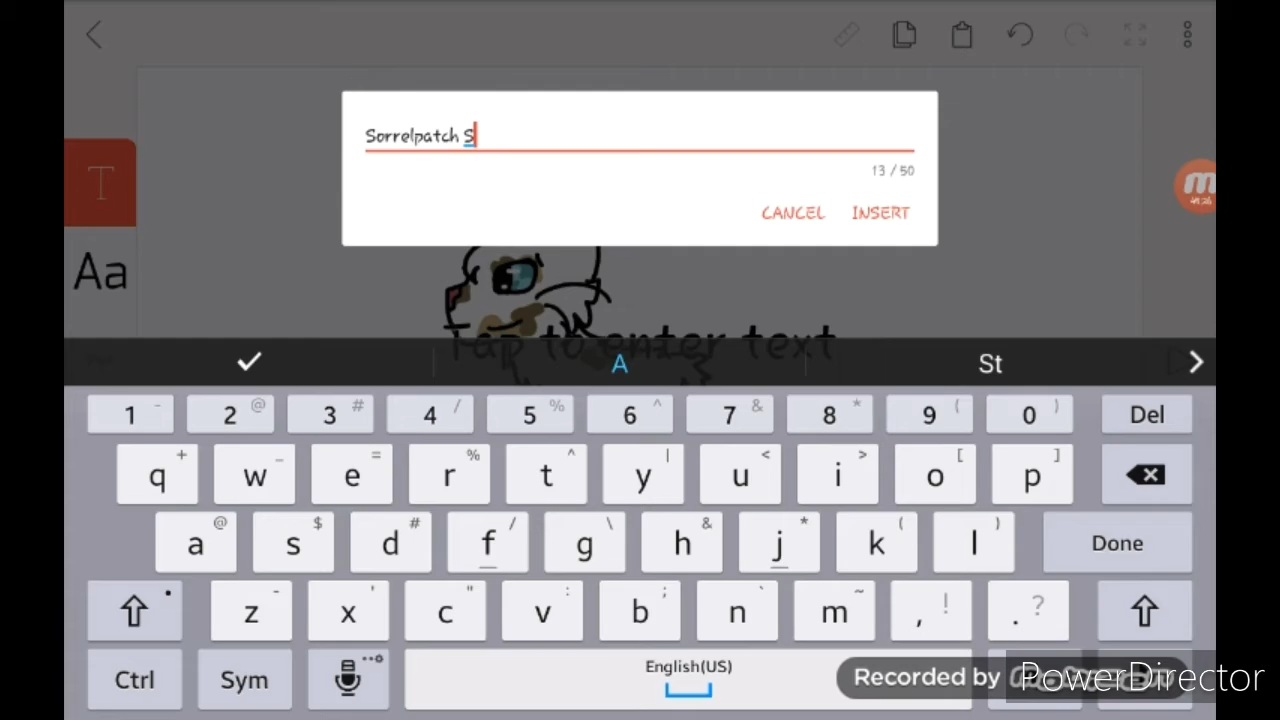 Sorrelpatch S
13 / 50
CANCEL INSERT
T
Aa
Tap to enter text
A St
1 - 2 @ 3 # 4 / 5 % 6 ^ 7 & 8 * 9 ( 0 ) Del
q + w _ e = r % t ^ y | u < i > o [ p ]
a @ s $ d # f / g \ h & j * k ( l ) Done
z - x ' c " v : b ; n ` m ~ , ! . ?
Ctrl Sym English(US)
Recorded by
PowerDirector